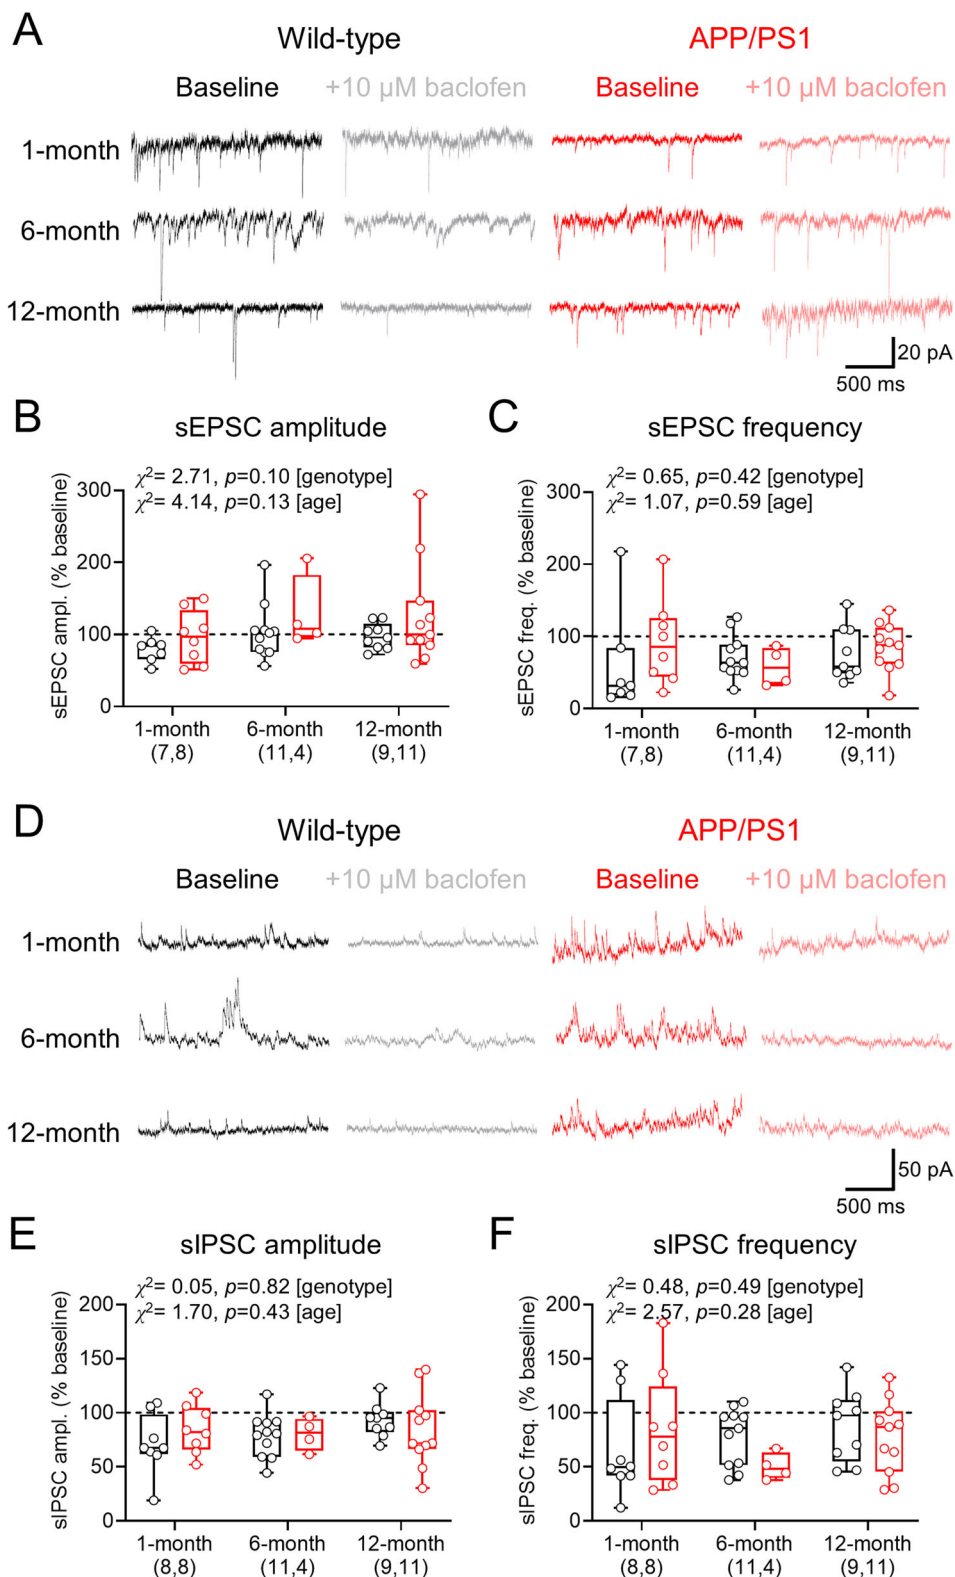 A
Wild-type APP/PS1
Baseline +10 µM baclofen Baseline +10 µM baclofen
1-month
6-month
12-month
20 pA
500 ms
B
sEPSC amplitude
χ²= 2.71, p=0.10 [genotype]
χ²= 4.14, p=0.13 [age]
sEPSC ampl. (% baseline)
300
200
100
0
1-month 6-month 12-month
(7,8) (11,4) (9,11)
C
sEPSC frequency
χ²= 0.65, p=0.42 [genotype]
χ²= 1.07, p=0.59 [age]
sEPSC freq. (% baseline)
300
200
100
0
1-month 6-month 12-month
(7,8) (11,4) (9,11)
D
Wild-type APP/PS1
Baseline +10 µM baclofen Baseline +10 µM baclofen
1-month
6-month
12-month
50 pA
500 ms
E
sIPSC amplitude
χ²= 0.05, p=0.82 [genotype]
χ²= 1.70, p=0.43 [age]
sIPSC ampl. (% baseline)
200
150
100
50
0
1-month 6-month 12-month
(8,8) (11,4) (9,11)
F
sIPSC frequency
χ²= 0.48, p=0.49 [genotype]
χ²= 2.57, p=0.28 [age]
sIPSC freq. (% baseline)
200
150
100
50
0
1-month 6-month 12-month
(8,8) (11,4) (9,11)